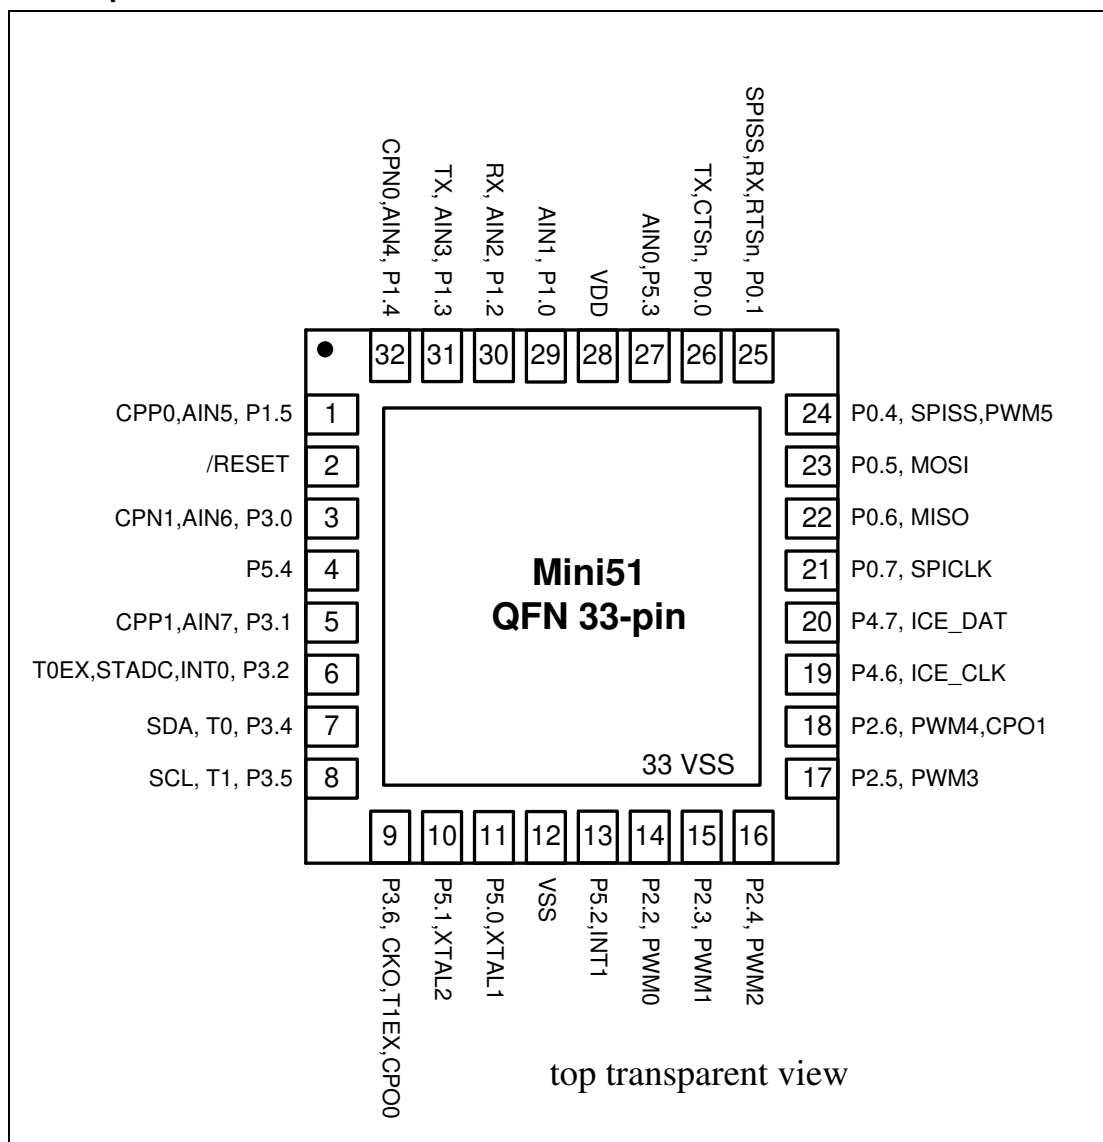 CPN0,AIN4, P1.4
TX, AIN3, P1.3
RX, AIN2, P1.2
AIN1, P1.0
VDD
AIN0,P5.3
TX,CTSn, P0.0
SPISS,RX,RTSn, P0.1
32
31
30
29
28
27
26
25
CPP0,AIN5, P1.5
1
/RESET
2
CPN1,AIN6, P3.0
3
P5.4
4
CPP1,AIN7, P3.1
5
T0EX,STADC,INT0, P3.2
6
SDA, T0, P3.4
7
SCL, T1, P3.5
8
Mini51
QFN 33-pin
33 VSS
24
P0.4, SPISS,PWM5
23
P0.5, MOSI
22
P0.6, MISO
21
P0.7, SPICLK
20
P4.7, ICE_DAT
19
P4.6, ICE_CLK
18
P2.6, PWM4,CPO1
17
P2.5, PWM3
9
10
11
12
13
14
15
16
P3.6, CKO,T1EX,CPO0
P5.1,XTAL2
P5.0,XTAL1
VSS
P5.2,INT1
P2.2, PWM0
P2.3, PWM1
P2.4, PWM2
top transparent view